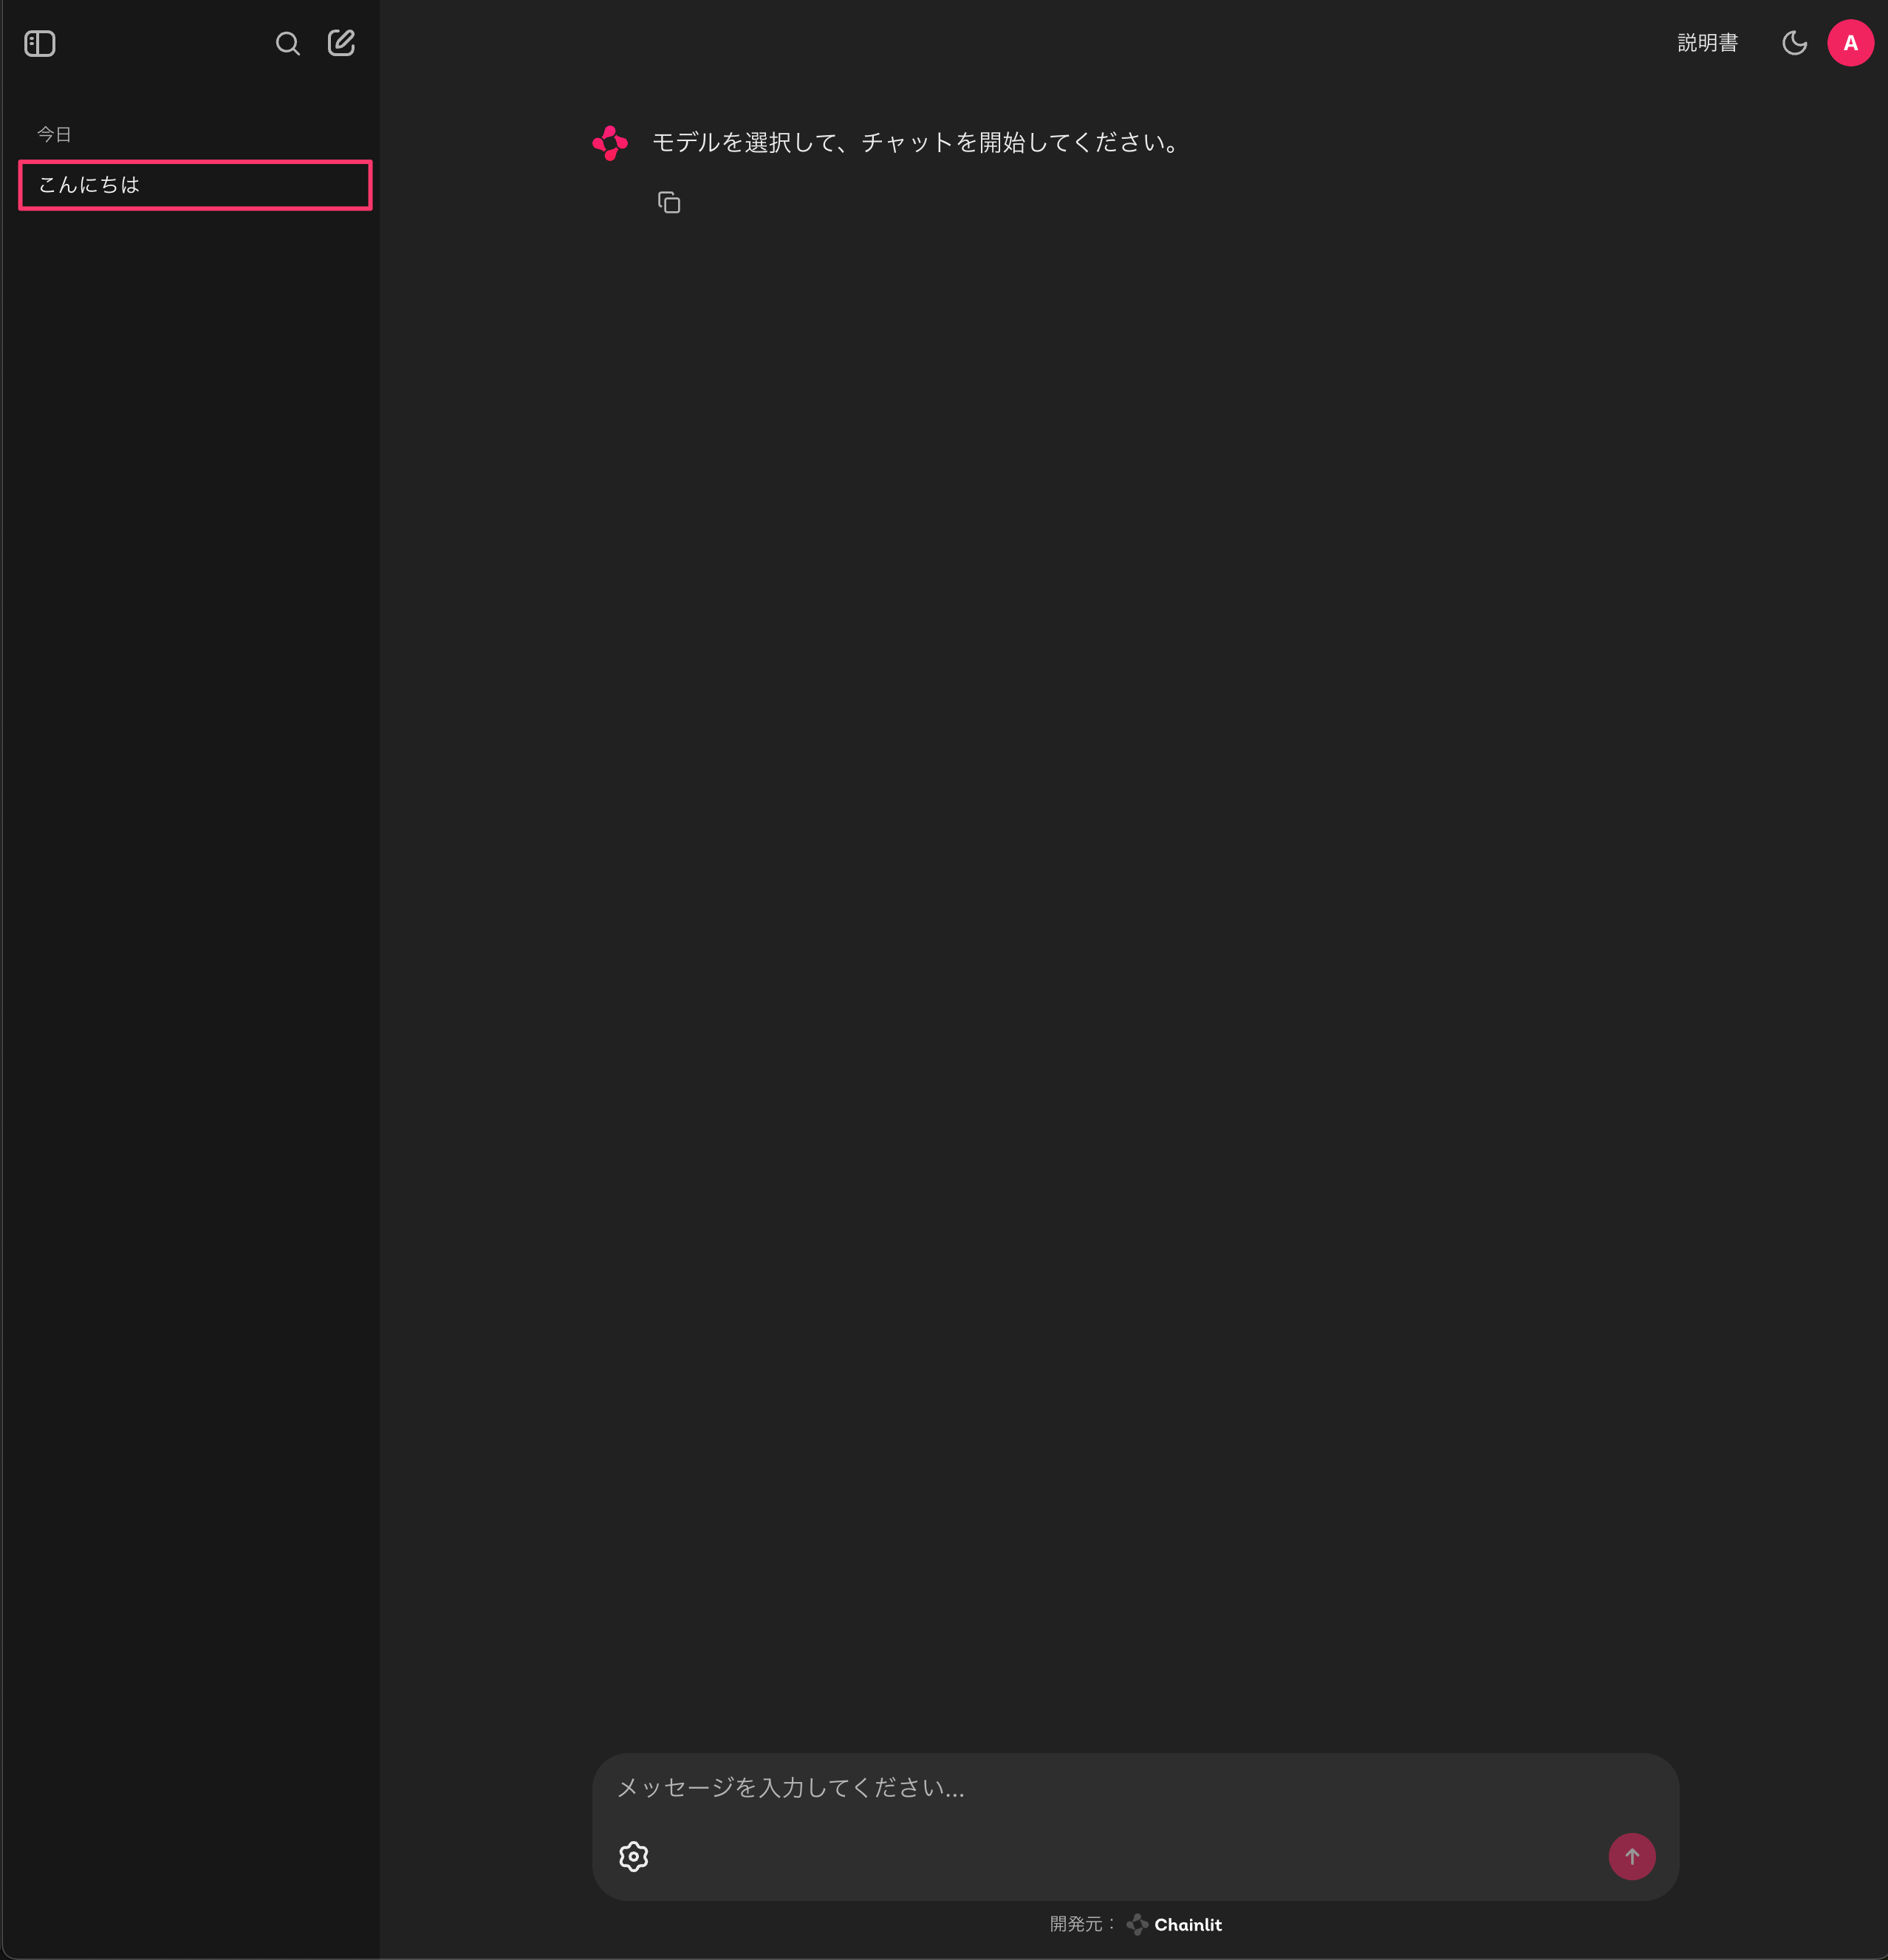 説明書
A
今日
こんにちは
モデルを選択して、チャットを開始してください。
メッセージを入力してください...
開発元： Chainlit